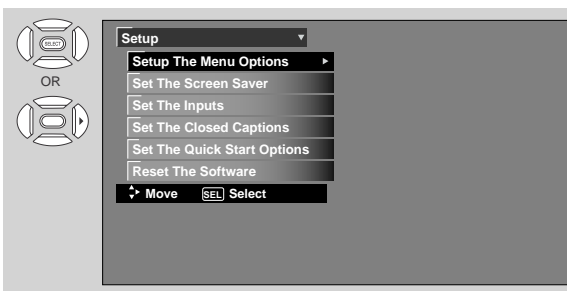 SELECT
OR
Setup
Setup The Menu Options
Set The Screen Saver
Set The Inputs
Set The Closed Captions
Set The Quick Start Options
Reset The Software
Move SEL Select